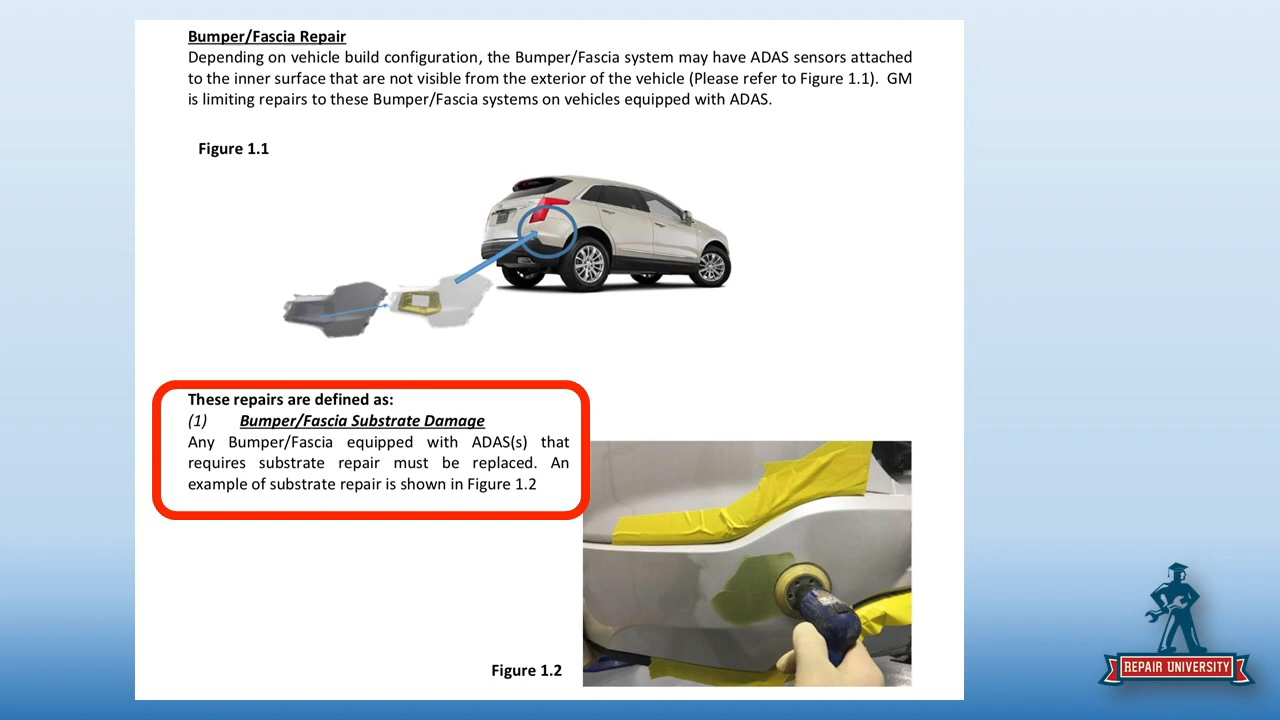 Bumper/Fascia Repair
Depending on vehicle build configuration, the Bumper/Fascia system may have ADAS sensors attached
to the inner surface that are not visible from the exterior of the vehicle (Please refer to Figure 1.1).  GM
is limiting repairs to these Bumper/Fascia systems on vehicles equipped with ADAS.
Figure 1.1
These repairs are defined as:
(1) Bumper/Fascia Substrate Damage
Any Bumper/Fascia equipped with ADAS(s) that
requires substrate repair must be replaced. An
example of substrate repair is shown in Figure 1.2
Figure 1.2
REPAIR UNIVERSITY